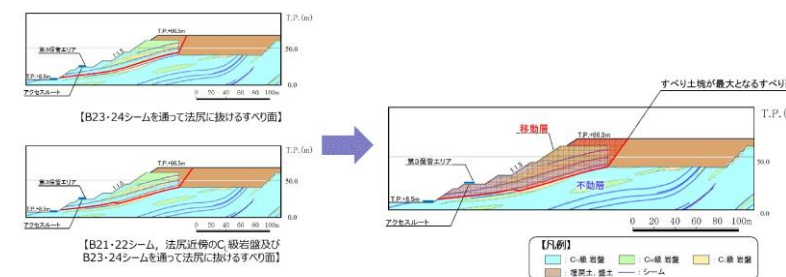 T.P.(m)
T.P.+66.5m
1:1.5
第3保管エリア
50.0
T.P.+8.5m
0.0
アクセスルート
0 20 40 60 80 100m
【B23・24シームを通って法尻に抜けるすべり面】
T.P.(m)
T.P.+66.5m
1:1.5
第3保管エリア
50.0
T.P.+8.5m
0.0
アクセスルート
0 20 40 60 80 100m
【B21・22シーム，法尻近傍のCL級岩盤及び
B23・24シームを通って法尻に抜けるすべり面】
すべり土塊が最大となるすべり
T.P.(
移動層
T.P.+66.5m
1:1.5
第3保管エリア
50.0
不動層
T.P.+8.5m
0.0
アクセスルート
0 20 40 60 80 100m
【凡例】
：CH級 岩盤
：CM級 岩盤
：CL級 岩盤
：埋戻土, 盛土
：シーム